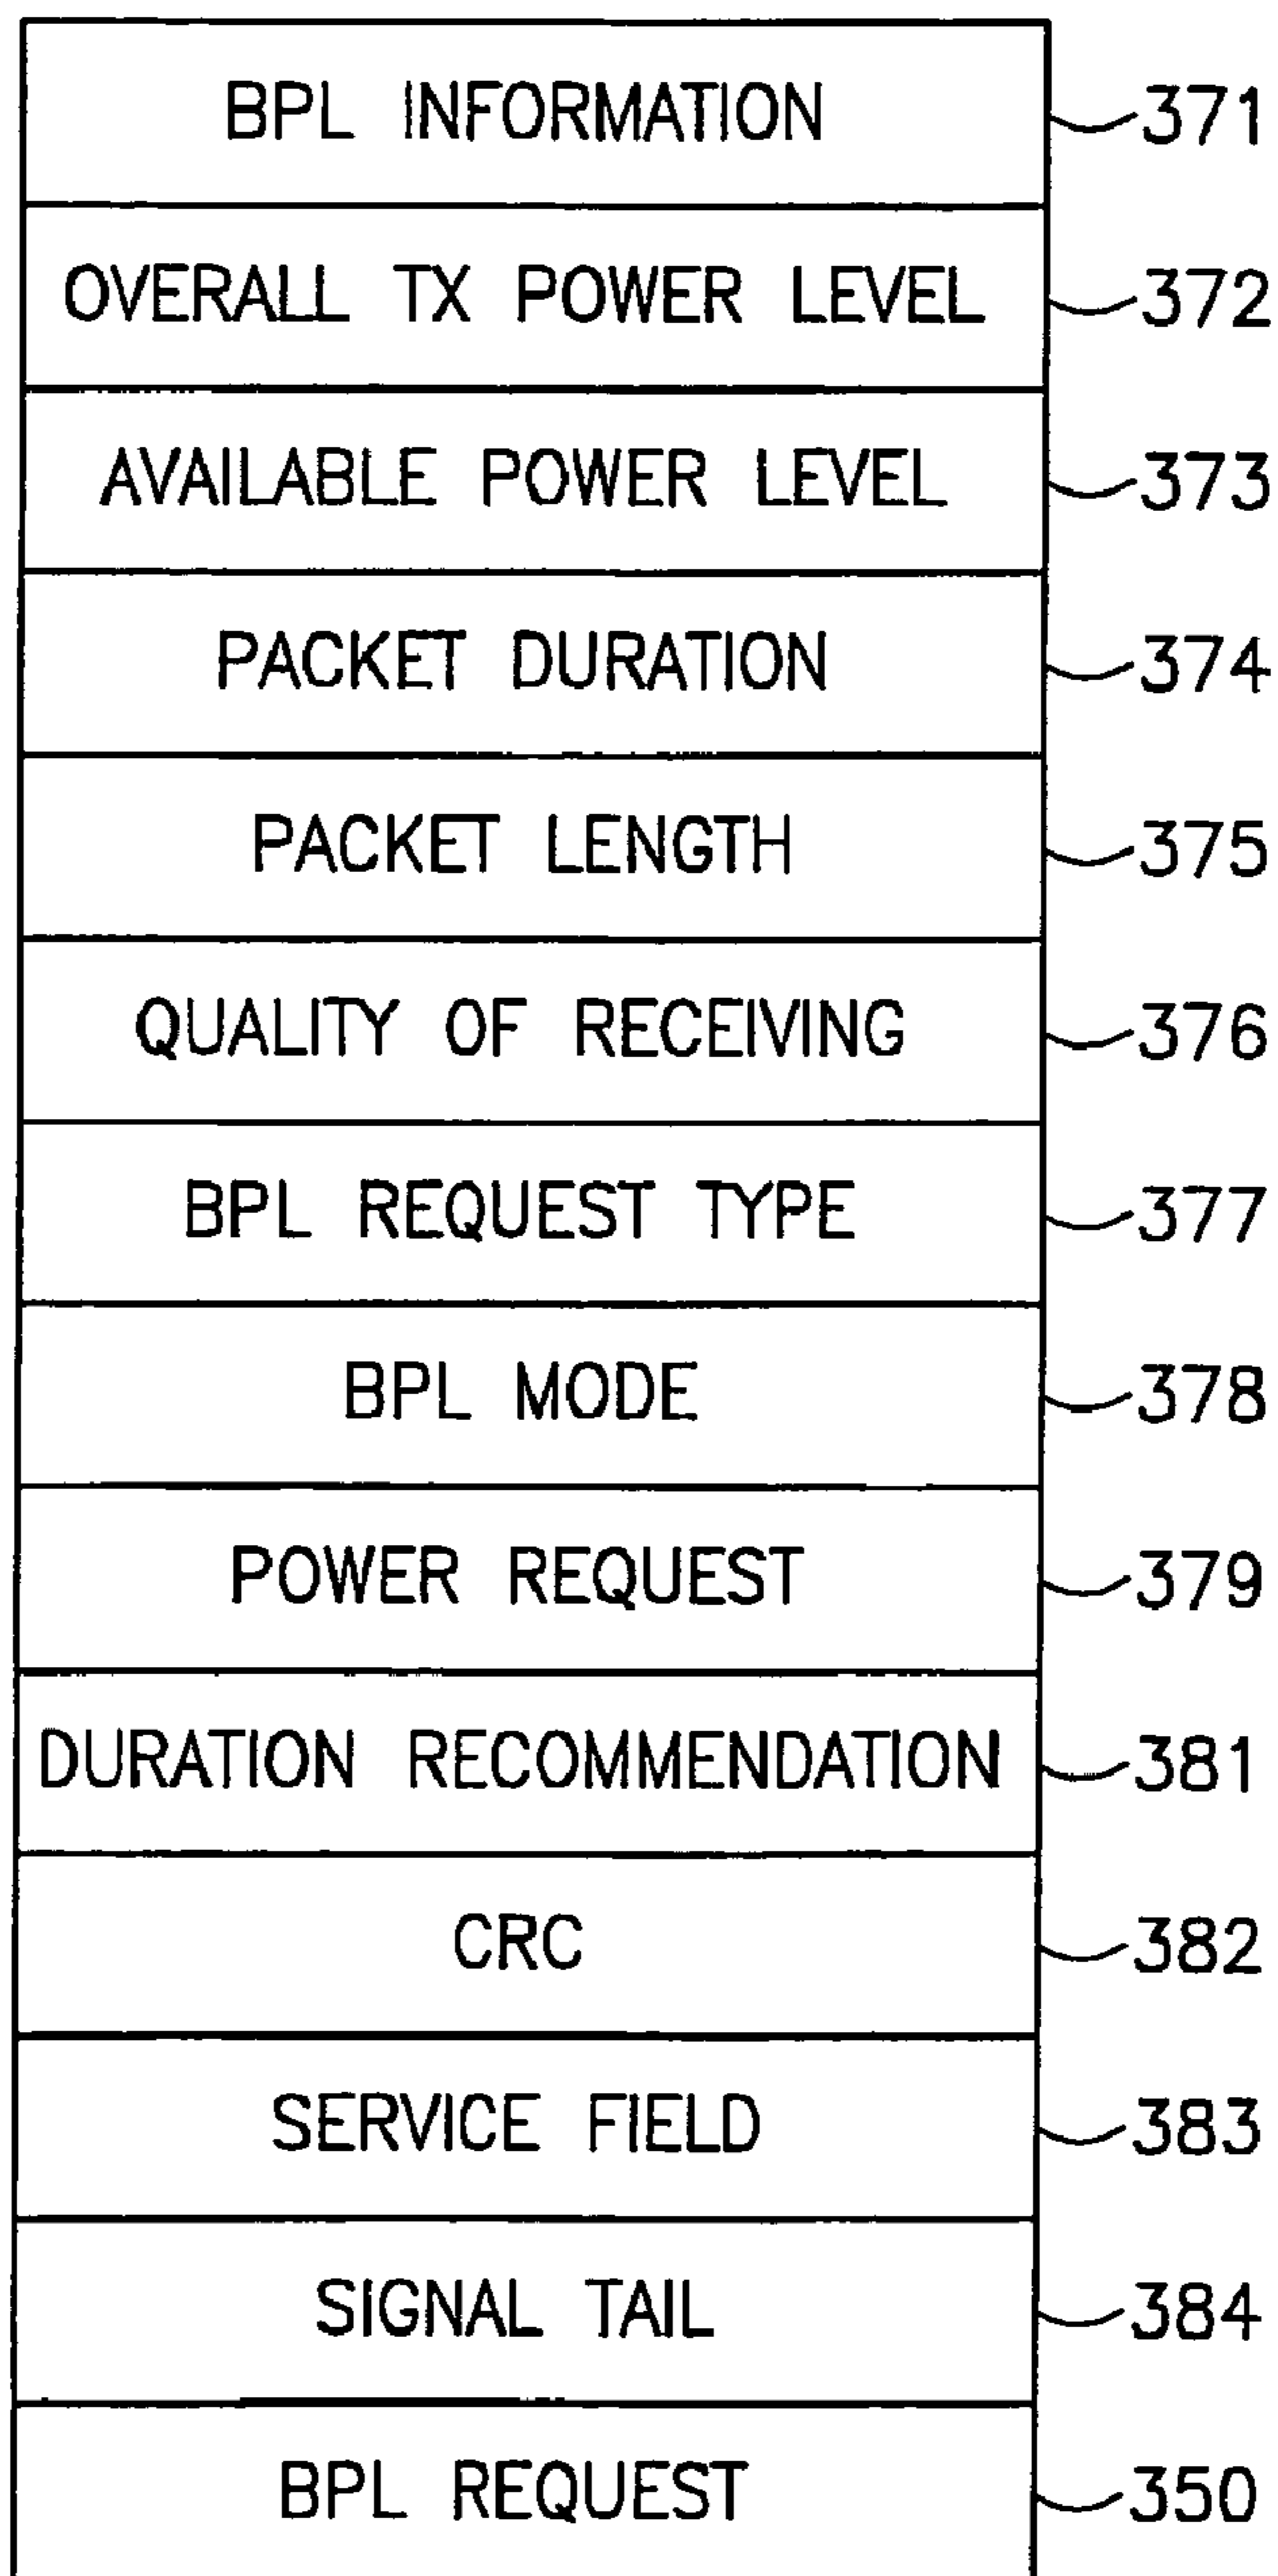 BPL INFORMATION 371
OVERALL TX POWER LEVEL 372
AVAILABLE POWER LEVEL 373
PACKET DURATION 374
PACKET LENGTH 375
QUALITY OF RECEIVING 376
BPL REQUEST TYPE 377
BPL MODE 378
POWER REQUEST 379
DURATION RECOMMENDATION 381
CRC 382
SERVICE FIELD 383
SIGNAL TAIL 384
BPL REQUEST 350